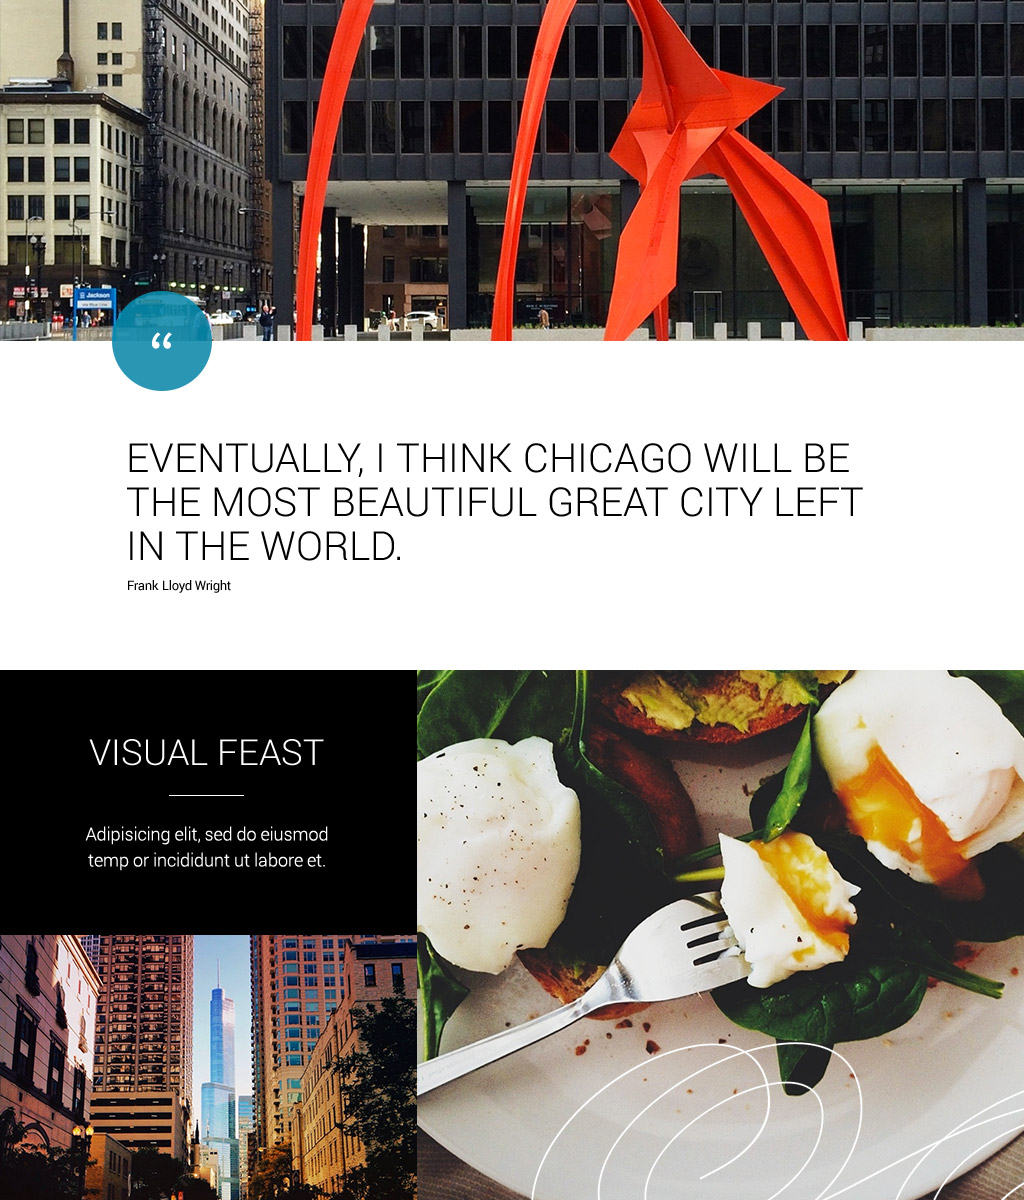 Jackson
“
EVENTUALLY, I THINK CHICAGO WILL BE
THE MOST BEAUTIFUL GREAT CITY LEFT
IN THE WORLD.
Frank Lloyd Wright
VISUAL FEAST
Adipisicing elit, sed do eiusmod
temp or incididunt ut labore et.